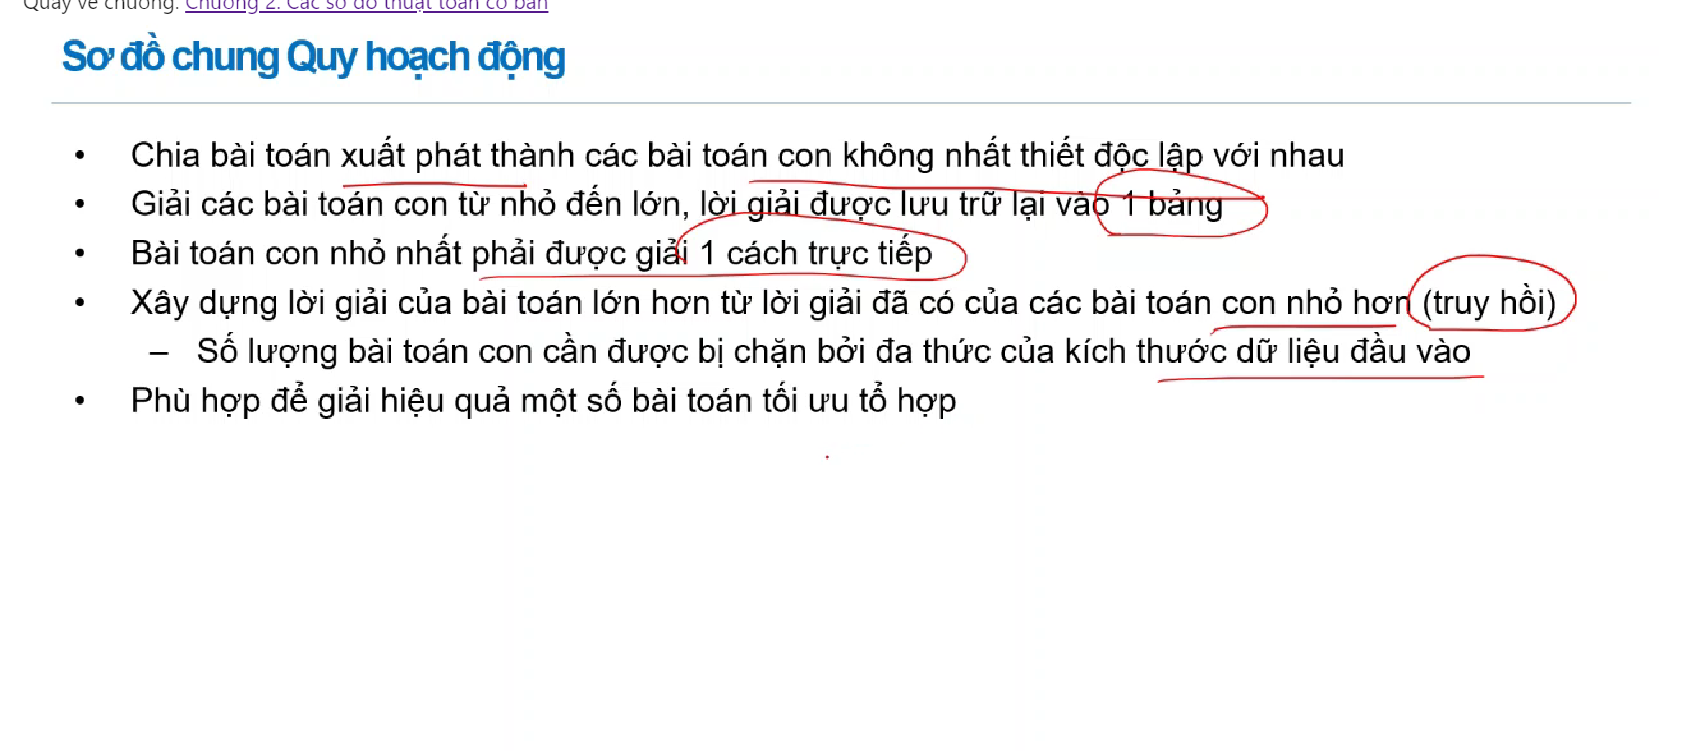 Quay về chương: Chương 2. Các sơ đồ thuật toán cơ bản
Sơ đồ chung Quy hoạch động
• Chia bài toán xuất phát thành các bài toán con không nhất thiết độc lập với nhau
• Giải các bài toán con từ nhỏ đến lớn, lời giải được lưu trữ lại vào 1 bảng
• Bài toán con nhỏ nhất phải được giải 1 cách trực tiếp
• Xây dựng lời giải của bài toán lớn hơn từ lời giải đã có của các bài toán con nhỏ hơn (truy hồi)
– Số lượng bài toán con cần được bị chặn bởi đa thức của kích thước dữ liệu đầu vào
• Phù hợp để giải hiệu quả một số bài toán tối ưu tổ hợp